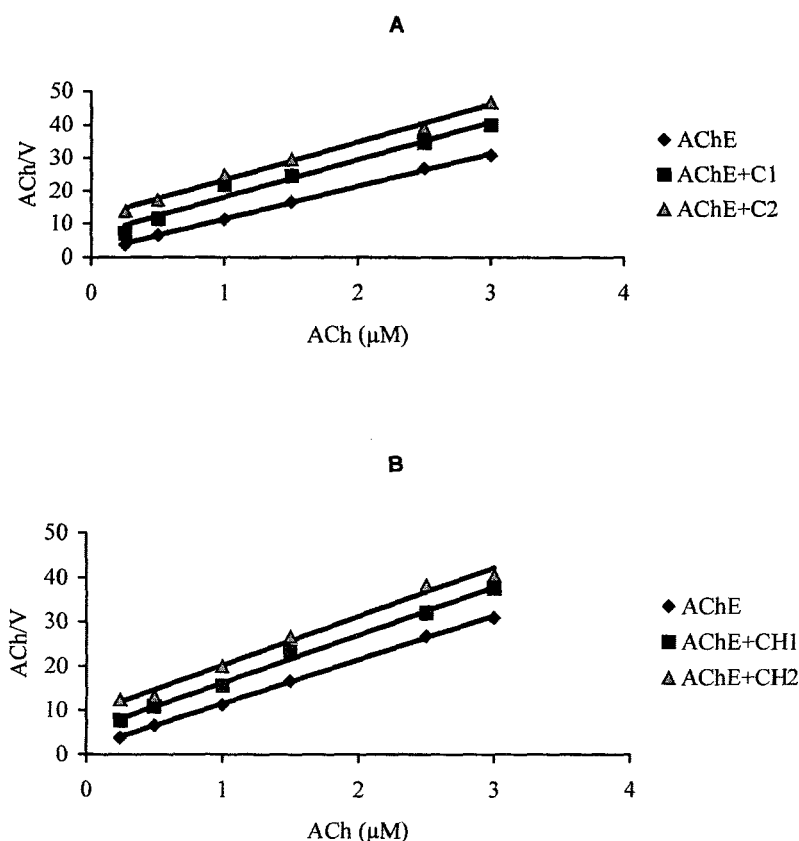 A
50
40
30
20
10
0
ACh/V
0 1 2 3 4
ACh (µM)
AChE
AChE+C1
AChE+C2
B
50
40
30
20
10
0
ACh/V
0 1 2 3 4
ACh (µM)
AChE
AChE+CH1
AChE+CH2